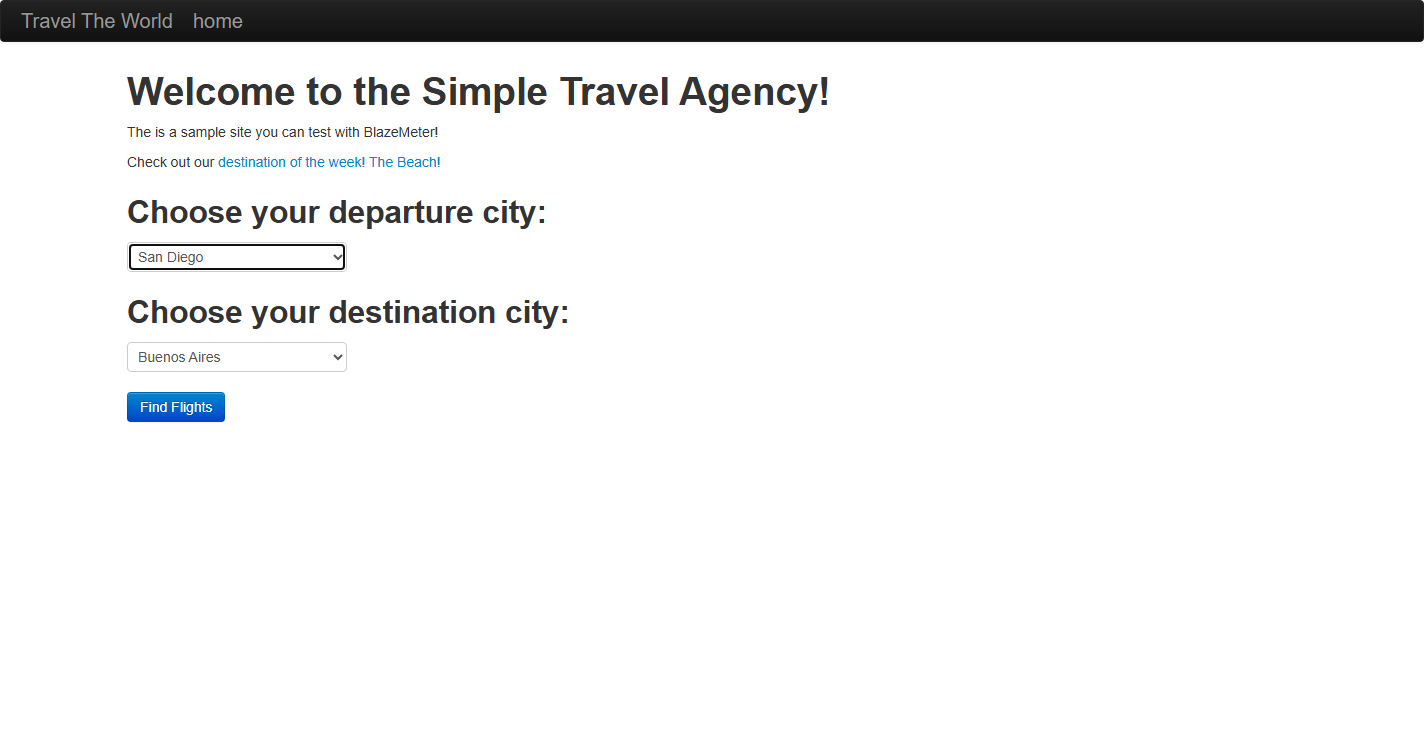 Travel The World home
Welcome to the Simple Travel Agency!
The is a sample site you can test with BlazeMeter!
Check out our destination of the week! The Beach!
Choose your departure city:
San Diego
Choose your destination city:
Buenos Aires
Find Flights